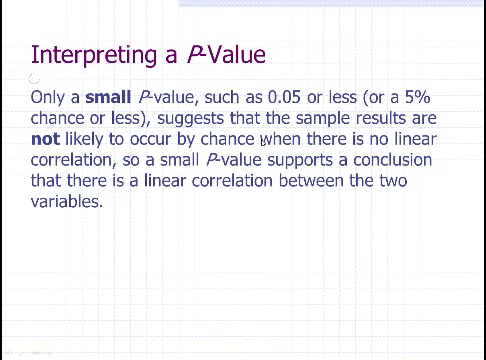 Interpreting a P-Value
Only a small P-value, such as 0.05 or less (or a 5%
chance or less), suggests that the sample results are
not likely to occur by chance when there is no linear
correlation, so a small P-value supports a conclusion
that there is a linear correlation between the two
variables.